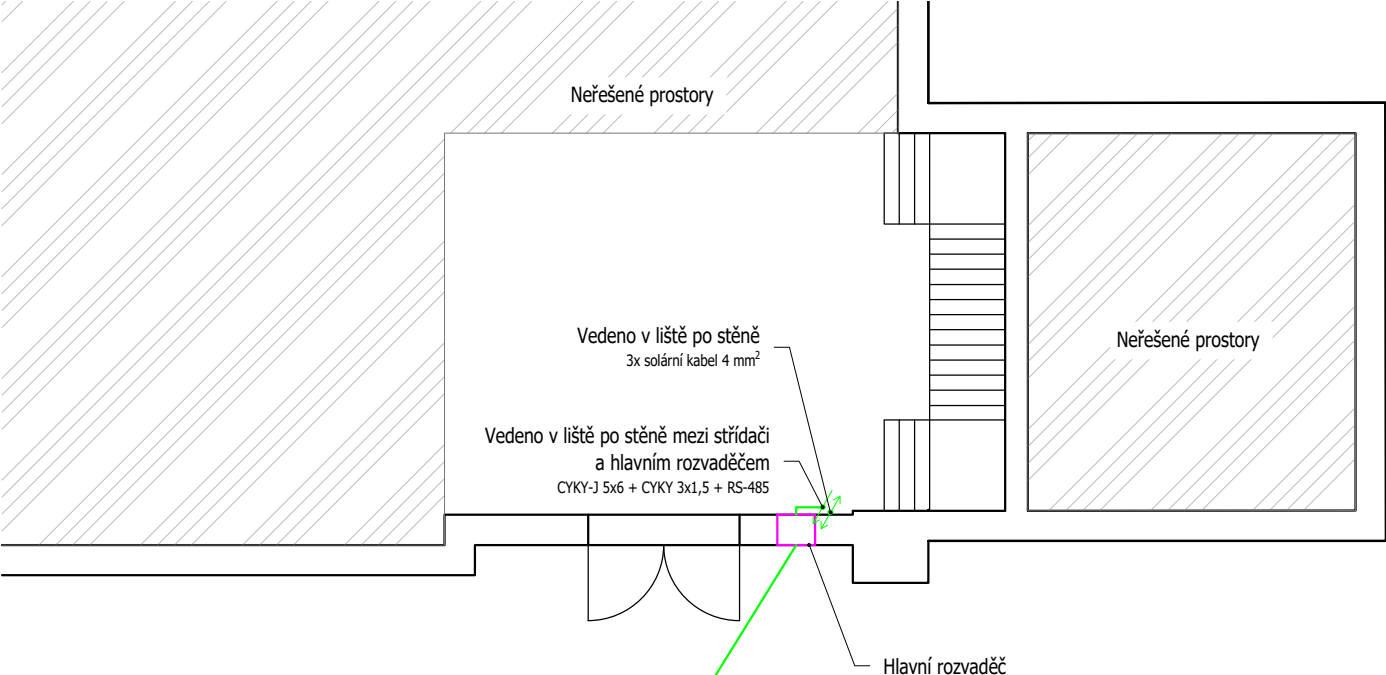 Neřešené prostory
Vedeno v liště po stěně
3x solární kabel 4 mm²
Neřešené prostory
Vedeno v liště po stěně mezi střídači
a hlavním rozvaděčem
CYKY-J 5x6 + CYKY 3x1,5 + RS-485
Hlavní rozvaděč